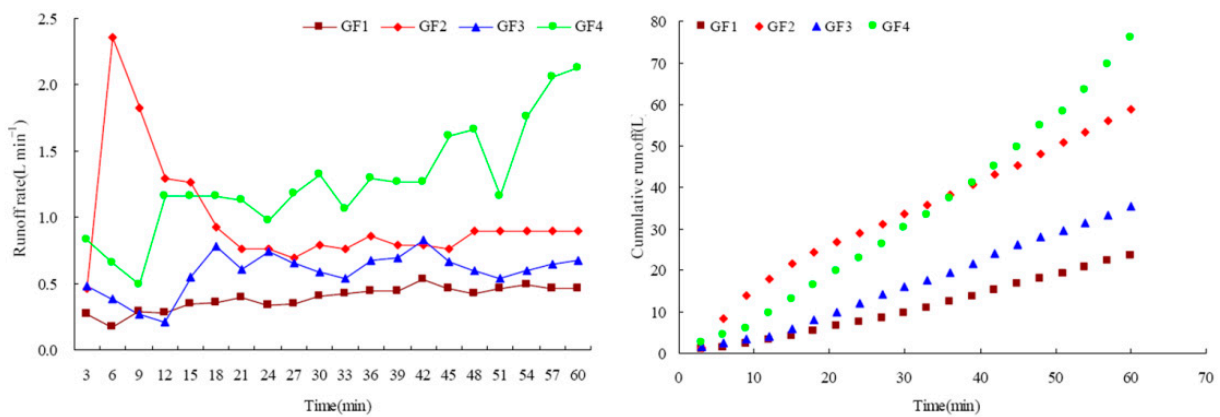 GF1 GF2 GF3 GF4
2.5
2.0
1.5
1.0
0.5
0.0
Runoff rate(L min⁻¹)
3 6 9 12 15 18 21 24 27 30 33 36 39 42 45 48 51 54 57 60
Time(min)
GF1 GF2 GF3 GF4
80
70
60
50
40
30
20
10
0
Cumulative runoff(L
0 10 20 30 40 50 60 70
Time(min)